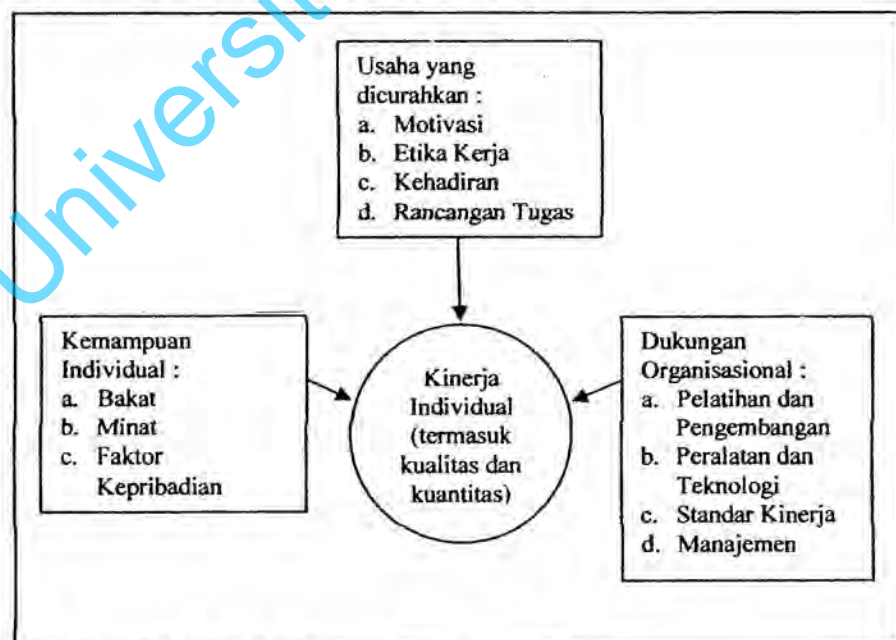 Universit
Usaha yang
dicurahkan :
a. Motivasi
b. Etika Kerja
c. Kehadiran
d. Rancangan Tugas
Kemampuan
Individual :
a. Bakat
b. Minat
c. Faktor
Kepribadian
Kinerja
Individual
(termasuk
kualitas dan
kuantitas)
Dukungan
Organisasional :
a. Pelatihan dan
Pengembangan
b. Peralatan dan
Teknologi
c. Standar Kinerja
d. Manajemen